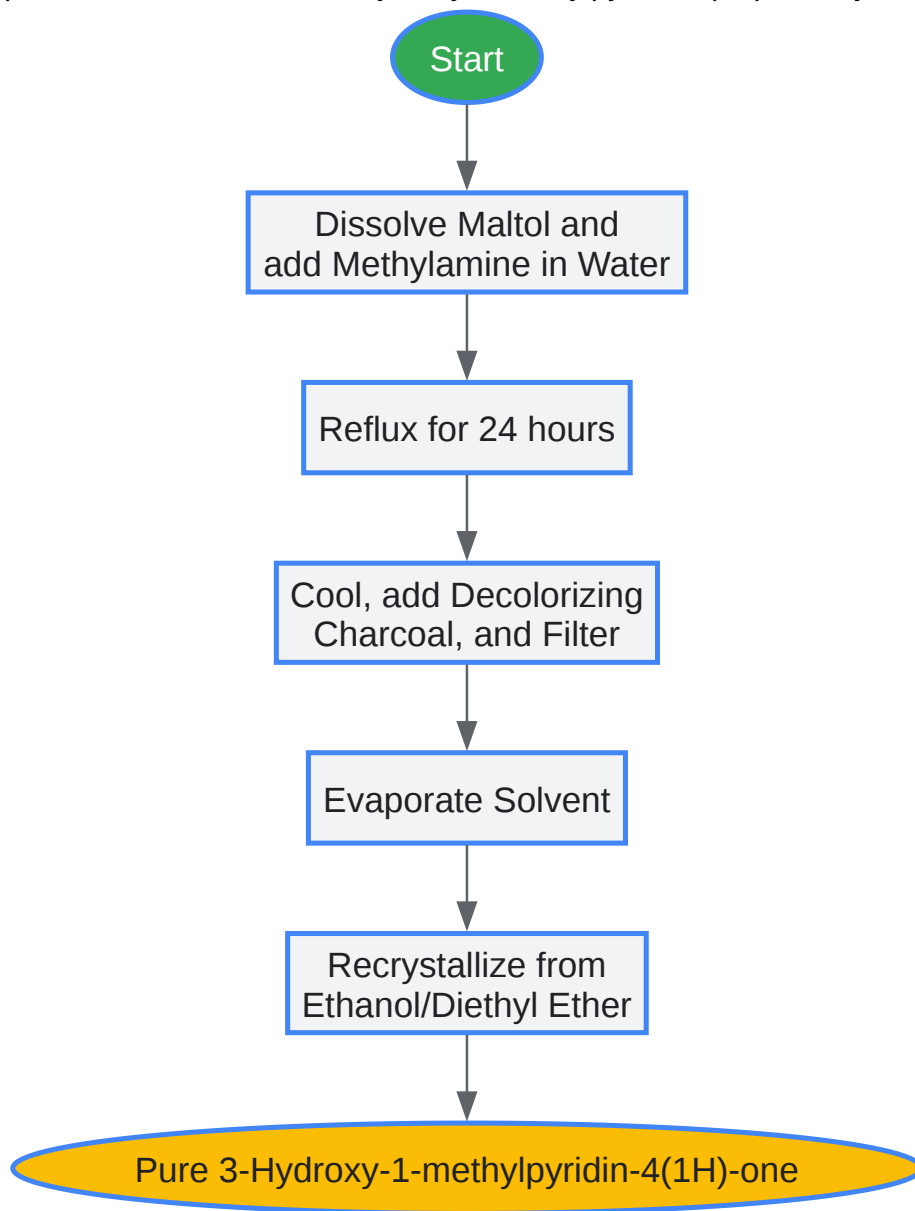 Start
Dissolve Maltol and
add Methylamine in Water
Reflux for 24 hours
Cool, add Decolorizing
Charcoal, and Filter
Evaporate Solvent
Recrystallize from
Ethanol/Diethyl Ether
Pure 3-Hydroxy-1-methylpyridin-4(1H)-one